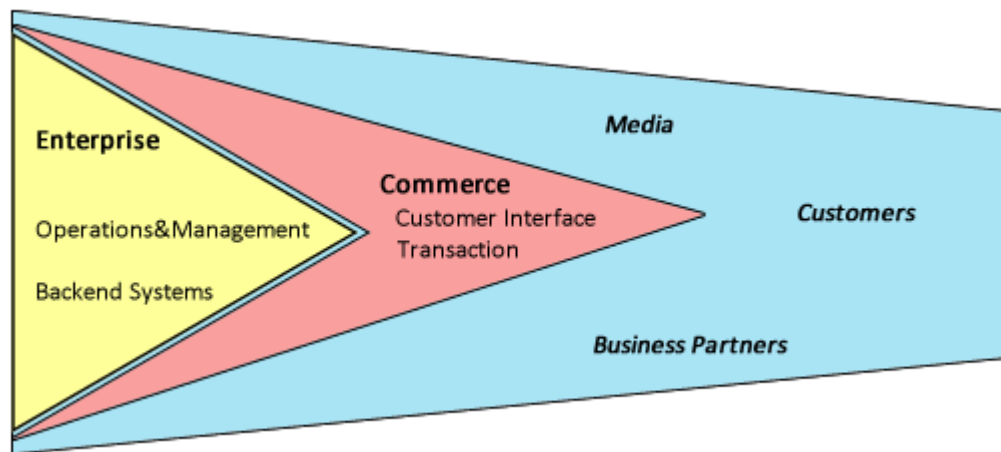 Enterprise
Operations&Management
Backend Systems
Commerce
Customer Interface
Transaction
Media
Customers
Business Partners